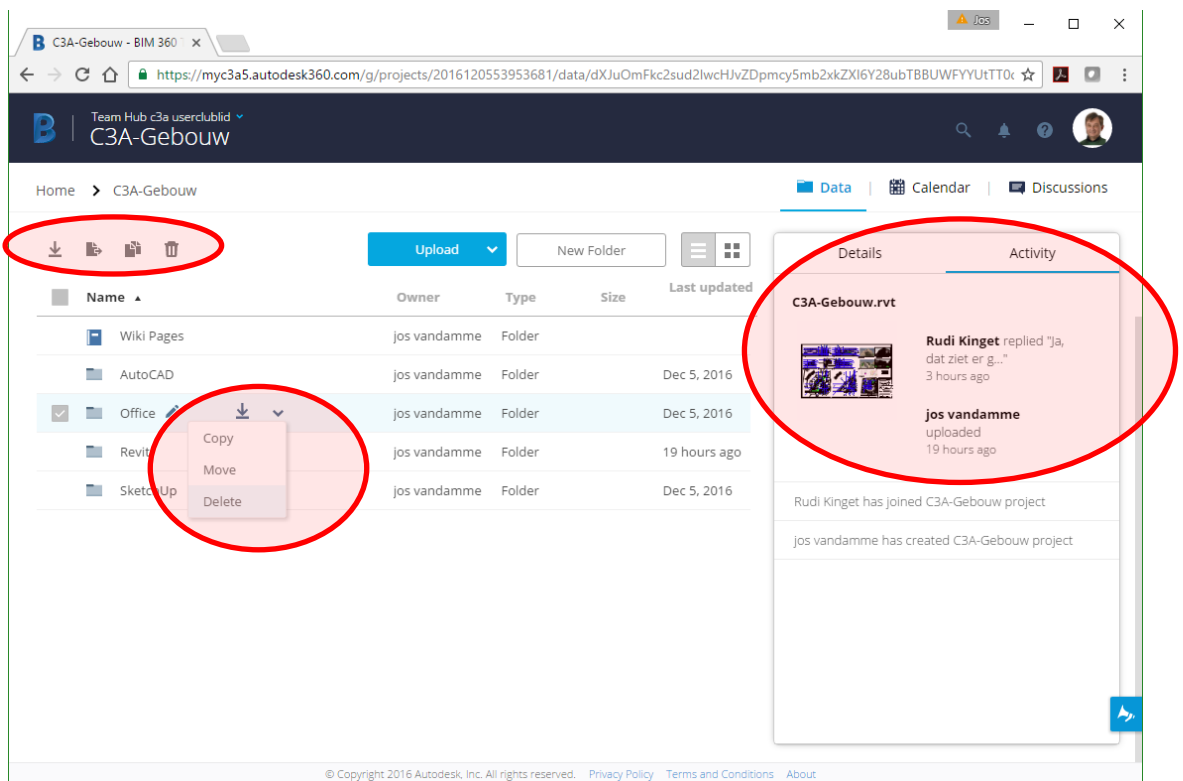 Jos
C3A-Gebouw - BIM 360 T
https://myc3a5.autodesk360.com/g/projects/2016120553953681/data/
Team Hub c3a userclublid
C3A-Gebouw
Home > C3A-Gebouw
Data | Calendar | Discussions
Upload New Folder
Name Owner Type Size Last updated
Wiki Pages jos vandamme Folder
AutoCAD jos vandamme Folder Dec 5, 2016
Office jos vandamme Folder Dec 5, 2016
Copy
Revit jos vandamme Folder 19 hours ago
Move
SketchUp jos vandamme Folder Dec 5, 2016
Delete
Details Activity
C3A-Gebouw.rvt
Rudi Kinget replied "Ja,
dat ziet er g..."
3 hours ago
jos vandamme
uploaded
19 hours ago
Rudi Kinget has joined C3A-Gebouw project
jos vandamme has created C3A-Gebouw project
© Copyright 2016 Autodesk, Inc. All rights reserved. Privacy Policy Terms and Conditions About